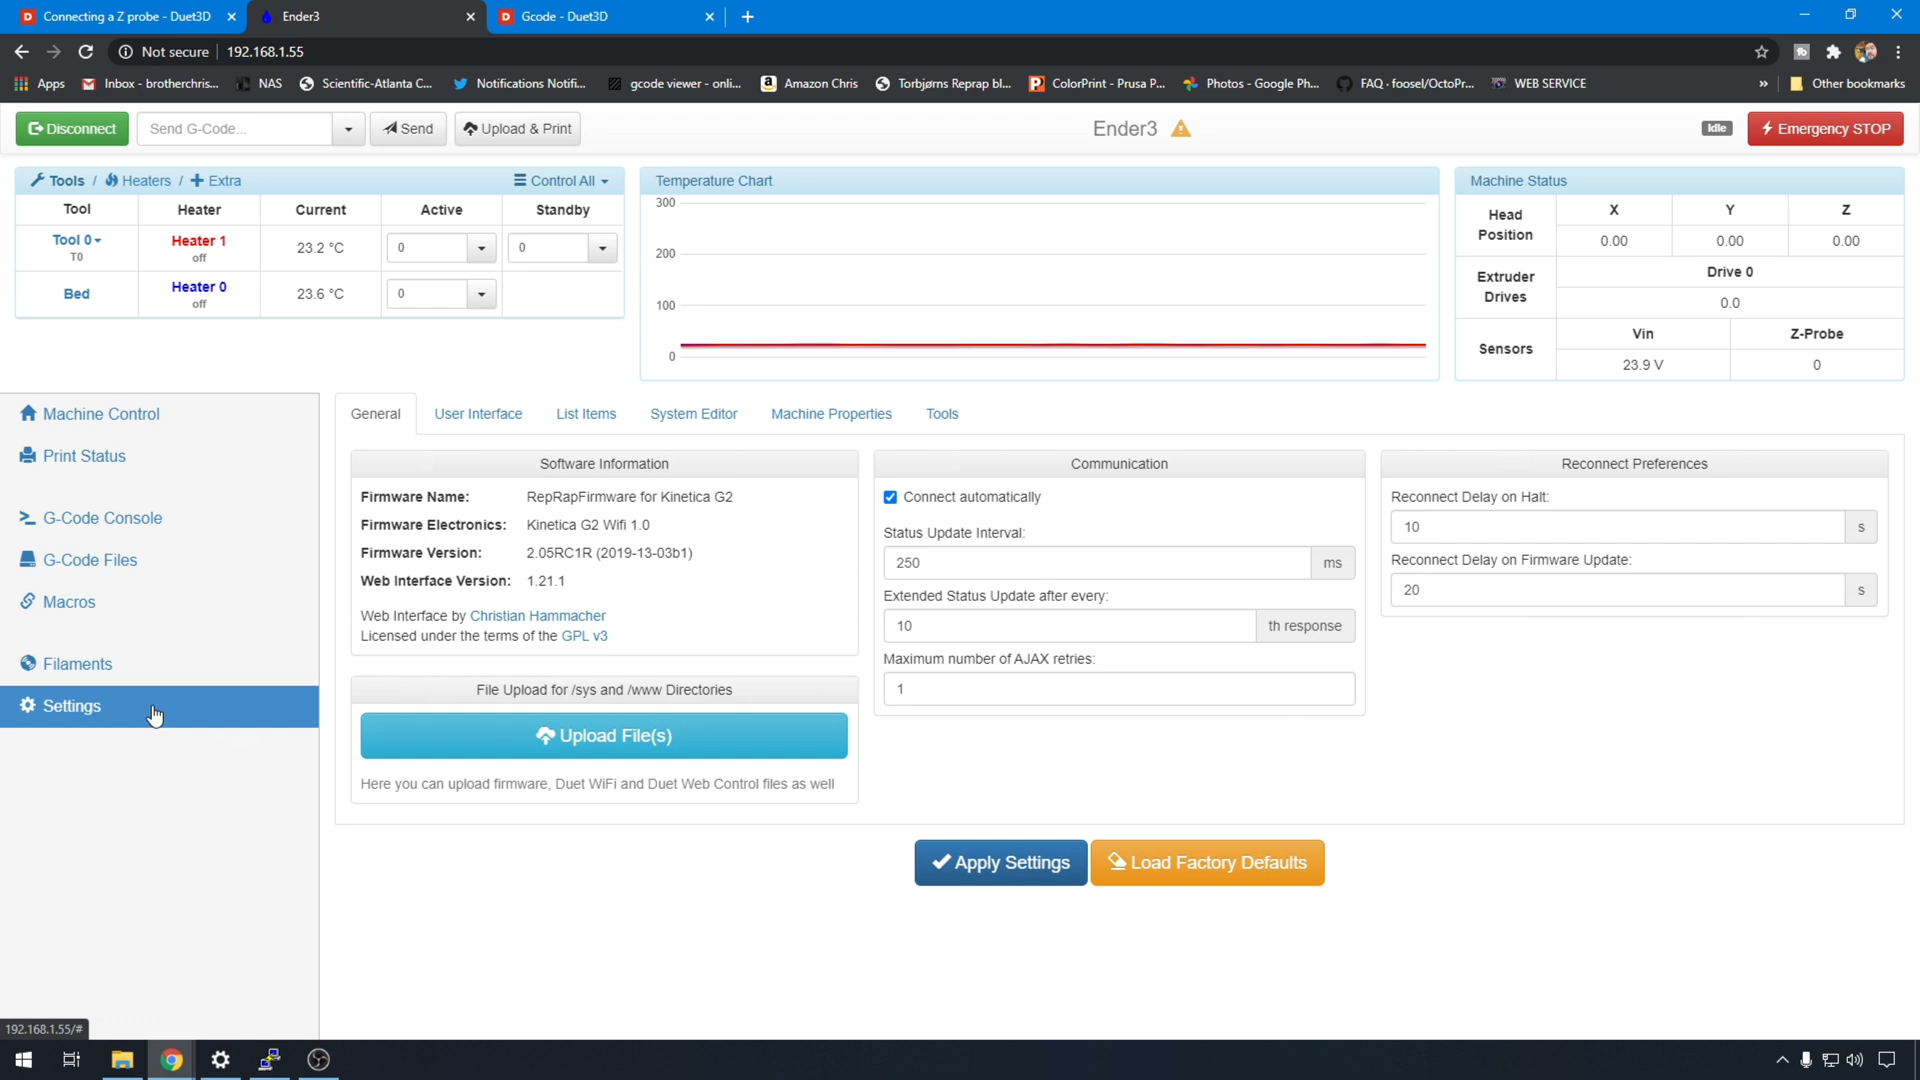 Connecting a Z probe - Duet3D
Ender3
Gcode - Duet3D
Not secure 192.168.1.55
Apps Inbox - brotherchris... NAS Scientific-Atlanta C... Notifications Notifi... gcode viewer - onli... Amazon Chris Torbjørns Reprap bl... ColorPrint - Prusa P... Photos - Google Ph... FAQ · foosel/OctoPr... WEB SERVICE » Other bookmarks
Disconnect Send G-Code... Send Upload & Print Ender3 Idle Emergency STOP
Tools / Heaters / Extra Control All
Tool Heater Current Active Standby
Tool 0 Heater 1 23.2 °C 0 0
T0 off
Bed Heater 0 23.6 °C 0
off
Temperature Chart
300
200
100
0
Machine Status
Head Position X Y Z
0.00 0.00 0.00
Extruder Drives Drive 0
0.0
Sensors Vin Z-Probe
23.9 V 0
Machine Control
Print Status
G-Code Console
G-Code Files
Macros
Filaments
Settings
General User Interface List Items System Editor Machine Properties Tools
Software Information
Firmware Name: RepRapFirmware for Kinetica G2
Firmware Electronics: Kinetica G2 Wifi 1.0
Firmware Version: 2.05RC1R (2019-13-03b1)
Web Interface Version: 1.21.1
Web Interface by Christian Hammacher
Licensed under the terms of the GPL v3
File Upload for /sys and /www Directories
Upload File(s)
Here you can upload firmware, Duet WiFi and Duet Web Control files as well
Communication
Connect automatically
Status Update Interval:
250 ms
Extended Status Update after every:
10 th response
Maximum number of AJAX retries:
1
Reconnect Preferences
Reconnect Delay on Halt:
10 s
Reconnect Delay on Firmware Update:
20 s
Apply Settings Load Factory Defaults
192.168.1.55/#